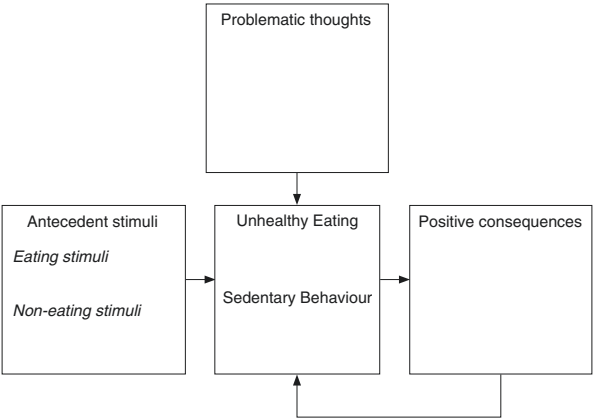 Problematic thoughts
Antecedent stimuli
Eating stimuli
Non-eating stimuli
Unhealthy Eating
Sedentary Behaviour
Positive consequences